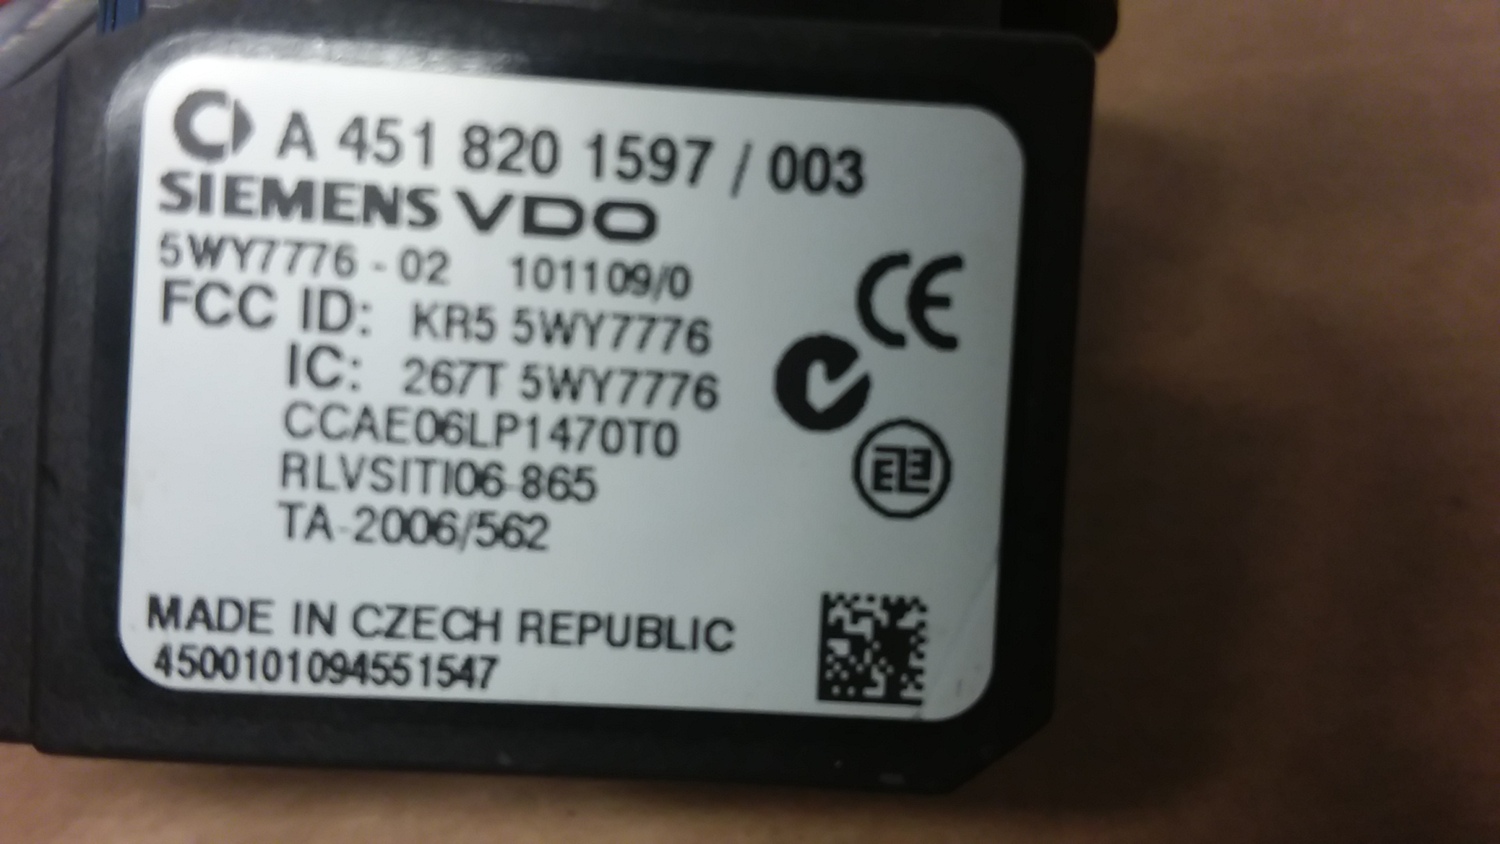 A 451 820 1597 / 003
SIEMENS VDO
5WY7776 - 02 101109/0
FCC ID: KR5 5WY7776
IC: 267T 5WY7776
CCAE06LP1470T0
RLVSITI06-865
TA-2006/562
CE
MADE IN CZECH REPUBLIC
4500101094551547